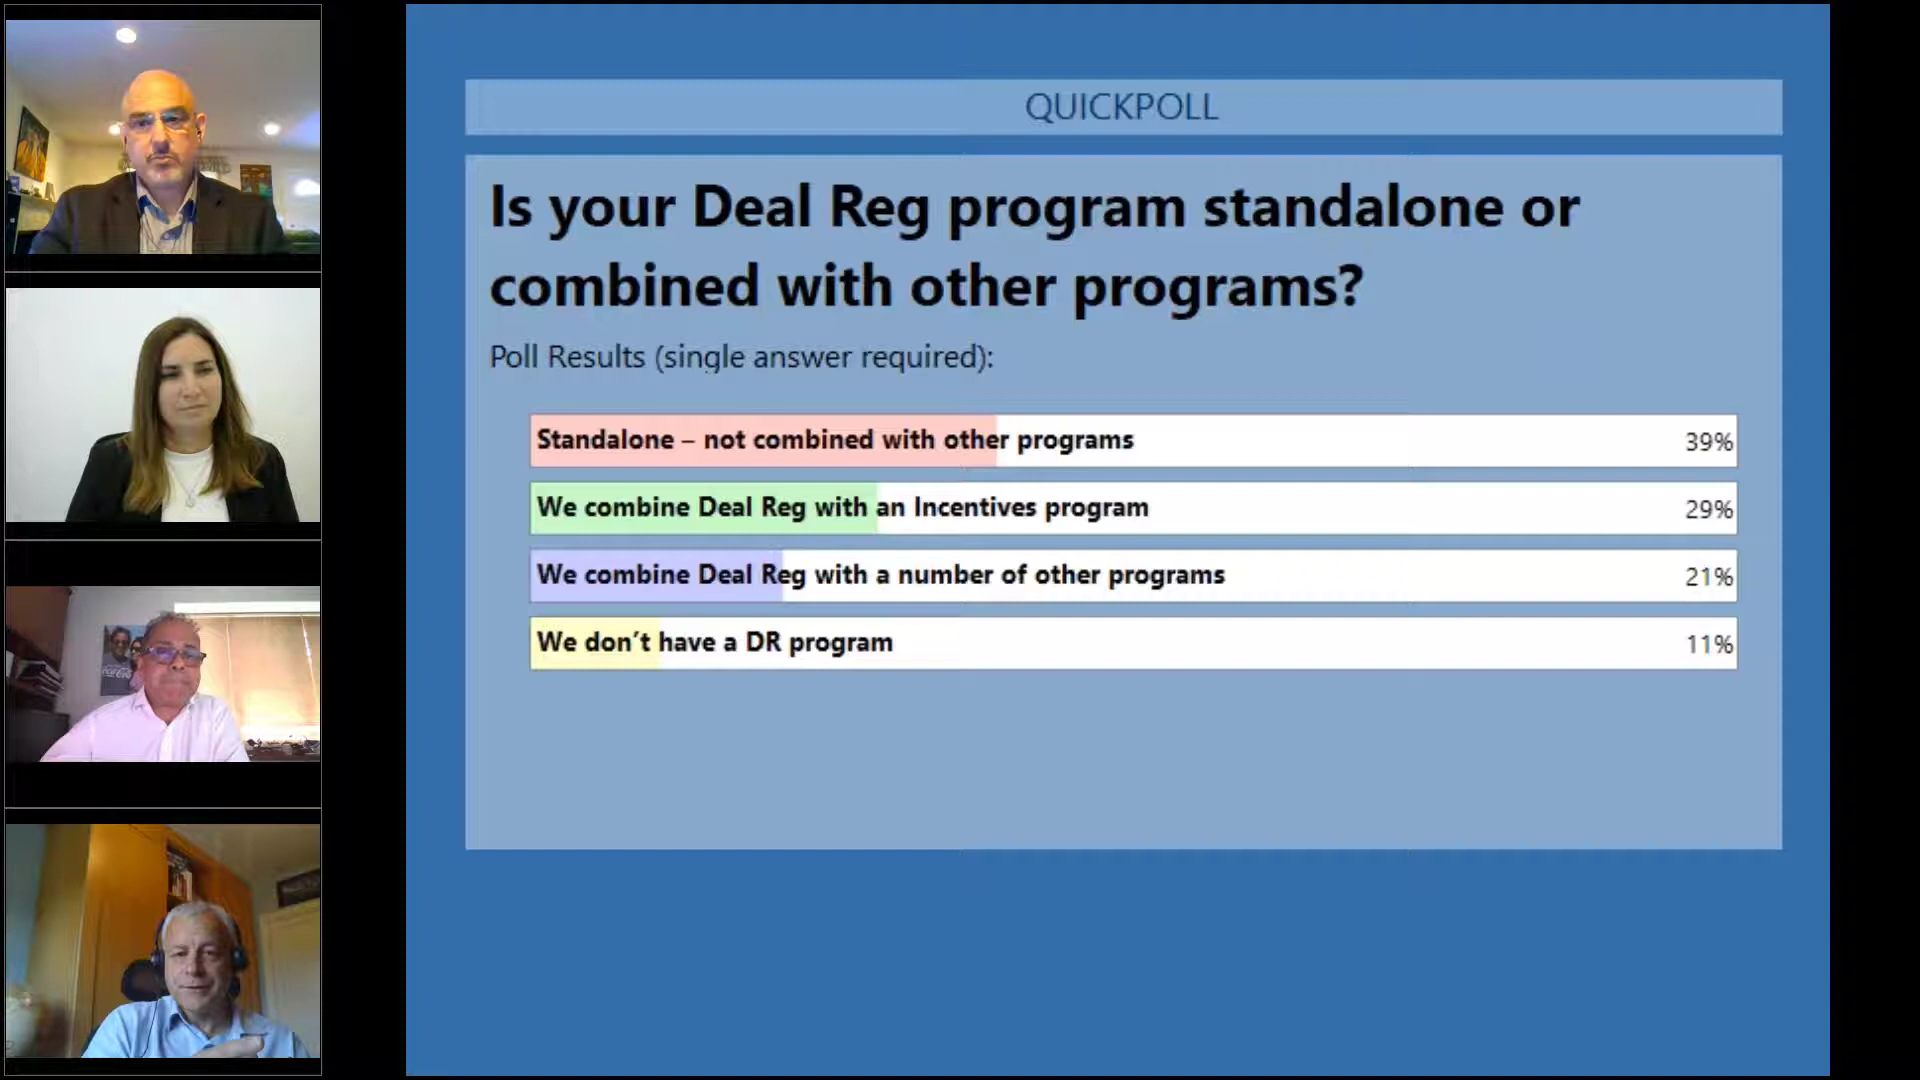 QUICKPOLL
Is your Deal Reg program standalone or
combined with other programs?
Poll Results (single answer required):
Standalone – not combined with other programs 39%
We combine Deal Reg with an Incentives program 29%
We combine Deal Reg with a number of other programs 21%
We don’t have a DR program 11%
Coca-Cola